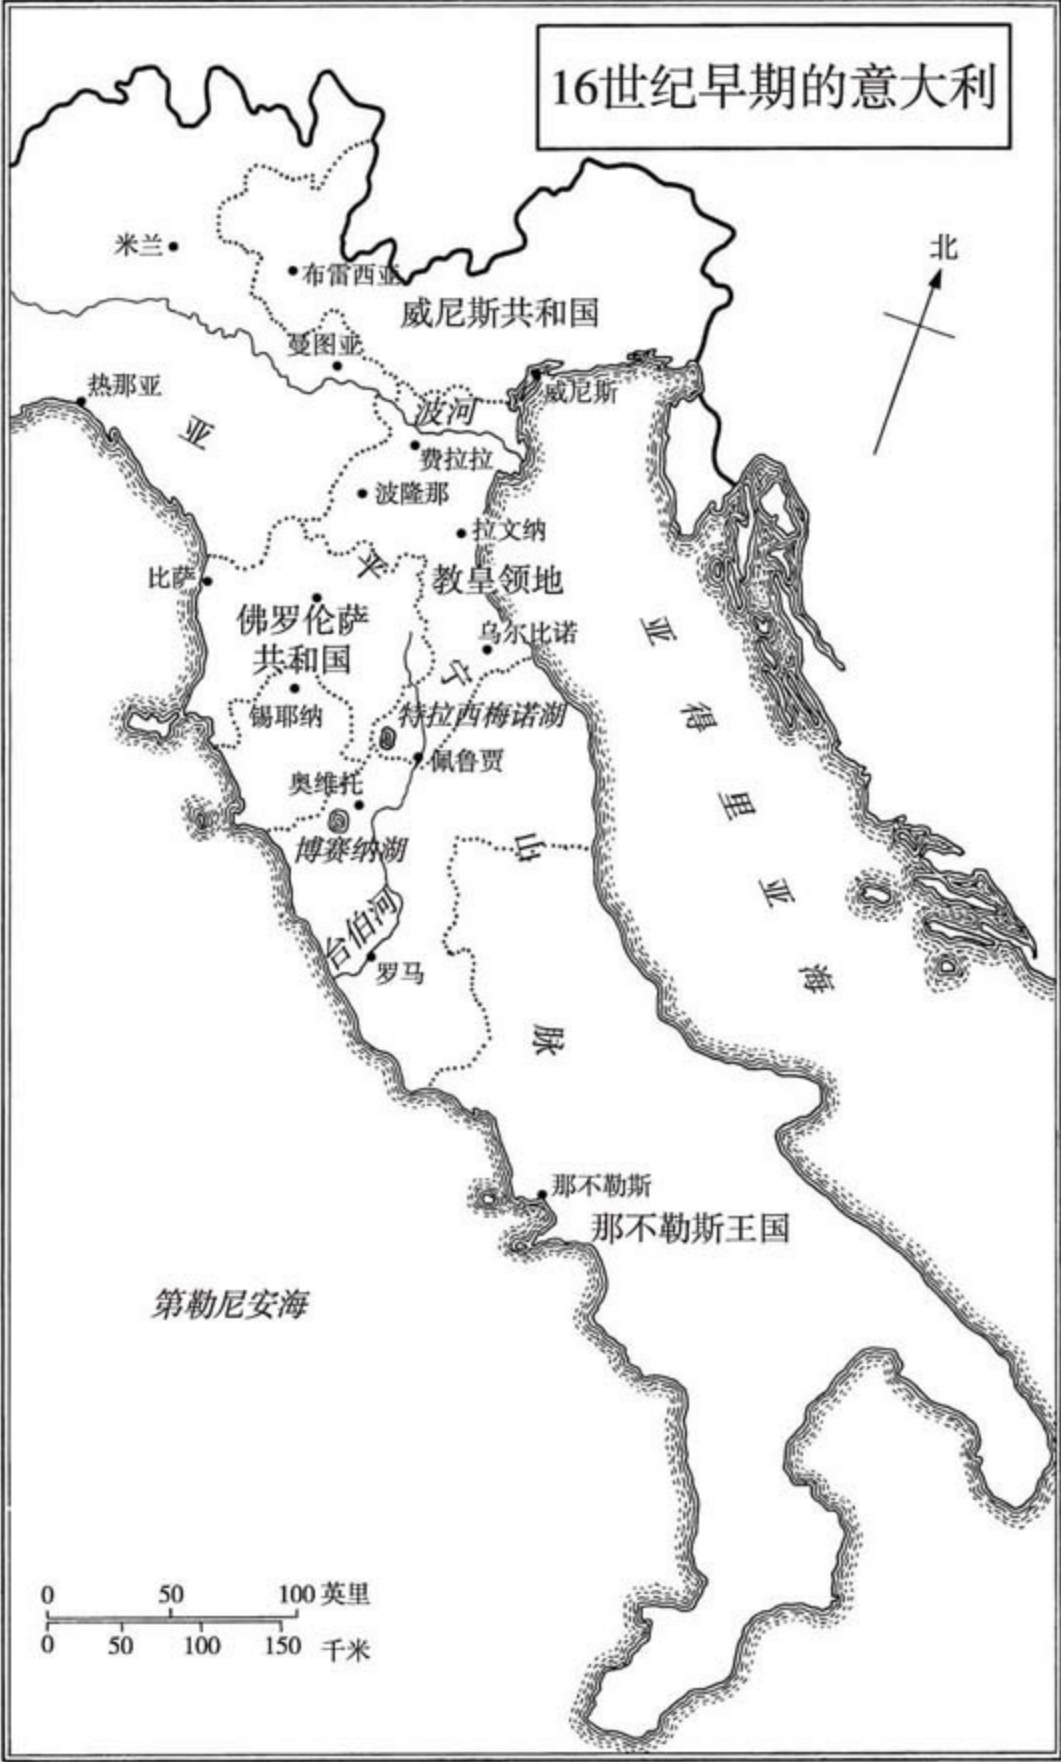 16世纪早期的意大利
北
米兰
布雷西亚
威尼斯共和国
曼图亚
热那亚
威尼斯
波河
费拉拉
波隆那
拉文纳
亚
平
宁
山
脉
比萨
教皇领地
佛罗伦萨
共和国
乌尔比诺
锡耶纳
特拉西梅诺湖
佩鲁贾
奥维托
博赛纳湖
台伯河
罗马
亚
得
里
亚
海
那不勒斯
那不勒斯王国
第勒尼安海
0 50 100 英里
0 50 100 150 千米